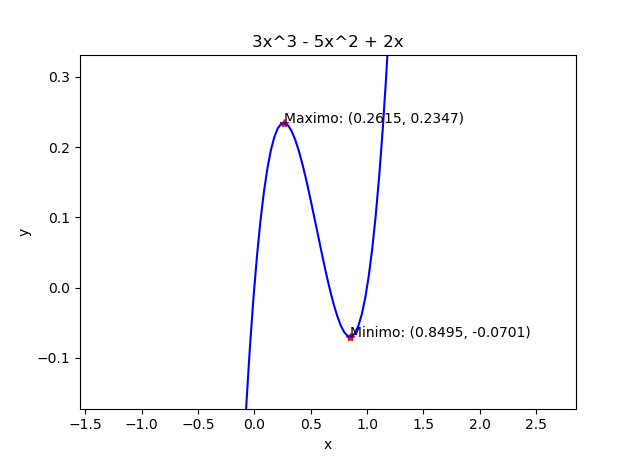 3x^3 - 5x^2 + 2x
0.3
0.2
0.1
0.0
−0.1
y
Maximo: (0.2615, 0.2347)
Minimo: (0.8495, -0.0701)
−1.5 −1.0 −0.5 0.0 0.5 1.0 1.5 2.0 2.5
x